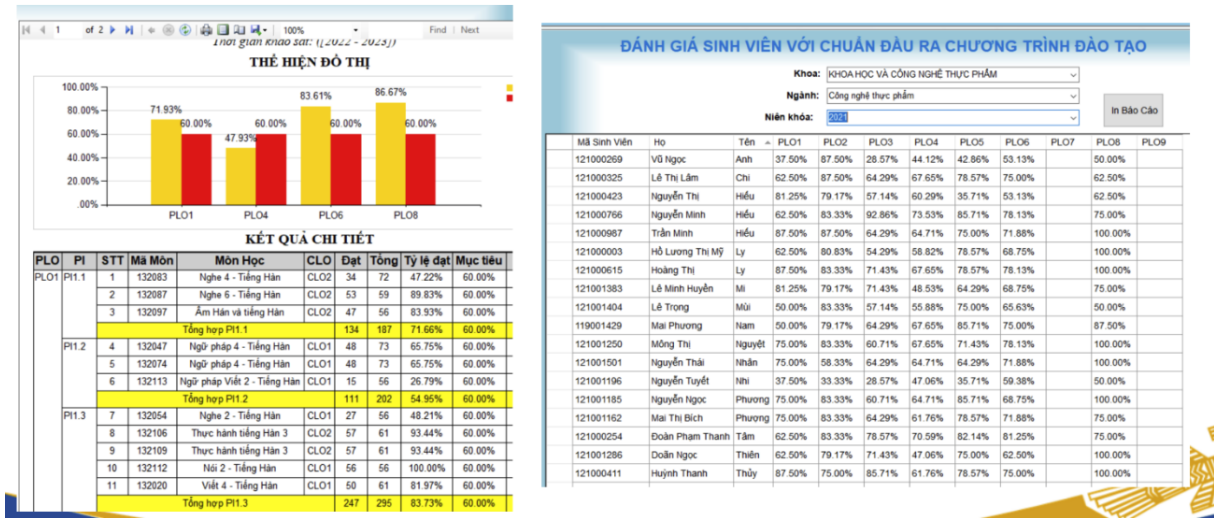 1 of 2 100% Find | Next
Thời gian khảo sát: ([2022 - 2023])
THỂ HIỆN ĐỒ THỊ
100.00%
80.00%
60.00%
40.00%
20.00%
.00%
71.93% 60.00% 47.93% 60.00% 83.61% 60.00% 86.67% 60.00%
PLO1 PLO4 PLO6 PLO8
KẾT QUẢ CHI TIẾT
PLO PI STT Mã Môn Môn Học CLO Đạt Tổng Tỷ lệ đạt Mục tiêu
PLO1 PI1.1 1 132083 Nghe 4 - Tiếng Hàn CLO2 34 72 47.22% 60.00%
2 132087 Nghe 6 - Tiếng Hàn CLO2 53 59 89.83% 60.00%
3 132097 Âm Hán và tiếng Hàn CLO2 47 56 83.93% 60.00%
Tổng hợp PI1.1 134 187 71.66% 60.00%
PI1.2 4 132047 Ngữ pháp 4 - Tiếng Hàn CLO1 48 73 65.75% 60.00%
5 132074 Ngữ pháp 4 - Tiếng Hàn CLO1 48 73 65.75% 60.00%
6 132113 Ngữ pháp Viết 2 - Tiếng Hàn CLO1 15 56 26.79% 60.00%
Tổng hợp PI1.2 111 202 54.95% 60.00%
PI1.3 7 132054 Nghe 2 - Tiếng Hàn CLO1 27 56 48.21% 60.00%
8 132106 Thực hành tiếng Hàn 3 CLO2 57 61 93.44% 60.00%
9 132109 Thực hành tiếng Hàn 3 CLO2 57 61 93.44% 60.00%
10 132112 Nói 2 - Tiếng Hàn CLO1 56 56 100.00% 60.00%
11 132020 Viết 4 - Tiếng Hàn CLO1 50 61 81.97% 60.00%
Tổng hợp PI1.3 247 295 83.73% 60.00%
ĐÁNH GIÁ SINH VIÊN VỚI CHUẨN ĐẦU RA CHƯƠNG TRÌNH ĐÀO TẠO
Khoa: KHOA HỌC VÀ CÔNG NGHỆ THỰC PHẨM
Ngành: Công nghệ thực phẩm
In Báo Cáo
Niên khóa: 2021
Mã Sinh Viên Họ Tên PLO1 PLO2 PLO3 PLO4 PLO5 PLO6 PLO7 PLO8 PLO9
121000269 Vũ Ngọc Anh 37.50% 87.50% 28.57% 44.12% 42.86% 53.13% 50.00%
121000325 Lê Thị Lâm Chi 62.50% 87.50% 64.29% 67.65% 78.57% 75.00% 62.50%
121000423 Nguyễn Thị Hiếu 81.25% 79.17% 57.14% 60.29% 71.43% 53.13% 62.50%
121000766 Nguyễn Minh Hiếu 62.50% 83.33% 92.86% 73.53% 85.71% 78.13% 75.00%
121000987 Trần Minh Hiếu 87.50% 87.50% 64.29% 64.71% 75.00% 71.88% 100.00%
121000003 Hồ Lương Thị Mỹ Ly 62.50% 80.83% 54.29% 58.82% 78.57% 68.75% 100.00%
121000615 Hoàng Thị Ly 87.50% 83.33% 71.43% 67.65% 78.57% 78.13% 100.00%
121001383 Lê Minh Huyền Mi 81.25% 79.17% 71.43% 48.53% 64.29% 68.75% 75.00%
121001404 Lê Trọng Mùi 50.00% 83.33% 57.14% 55.88% 75.00% 65.63% 50.00%
119001429 Mai Phương Nam 50.00% 79.17% 64.29% 67.65% 85.71% 75.00% 87.50%
121001250 Mông Thị Nguyệt 75.00% 83.33% 60.71% 67.65% 71.43% 78.13% 100.00%
121001501 Nguyễn Thái Nhân 75.00% 58.33% 64.29% 64.71% 64.29% 71.88% 100.00%
121001196 Nguyễn Tuyết Nhi 37.50% 33.33% 28.57% 47.06% 35.71% 59.38% 50.00%
121001185 Nguyễn Ngọc Phương 75.00% 83.33% 60.71% 64.71% 85.71% 68.75% 100.00%
121001162 Mai Thị Bích Phượng 75.00% 83.33% 64.29% 61.76% 78.57% 71.88% 75.00%
121000254 Đoàn Phạm Thanh Tâm 62.50% 83.33% 78.57% 70.59% 82.14% 81.25% 75.00%
121001286 Doãn Ngọc Thiên 62.50% 79.17% 71.43% 47.06% 75.00% 62.50% 100.00%
121000411 Huỳnh Thanh Thủy 87.50% 75.00% 85.71% 61.76% 78.57% 75.00% 100.00%